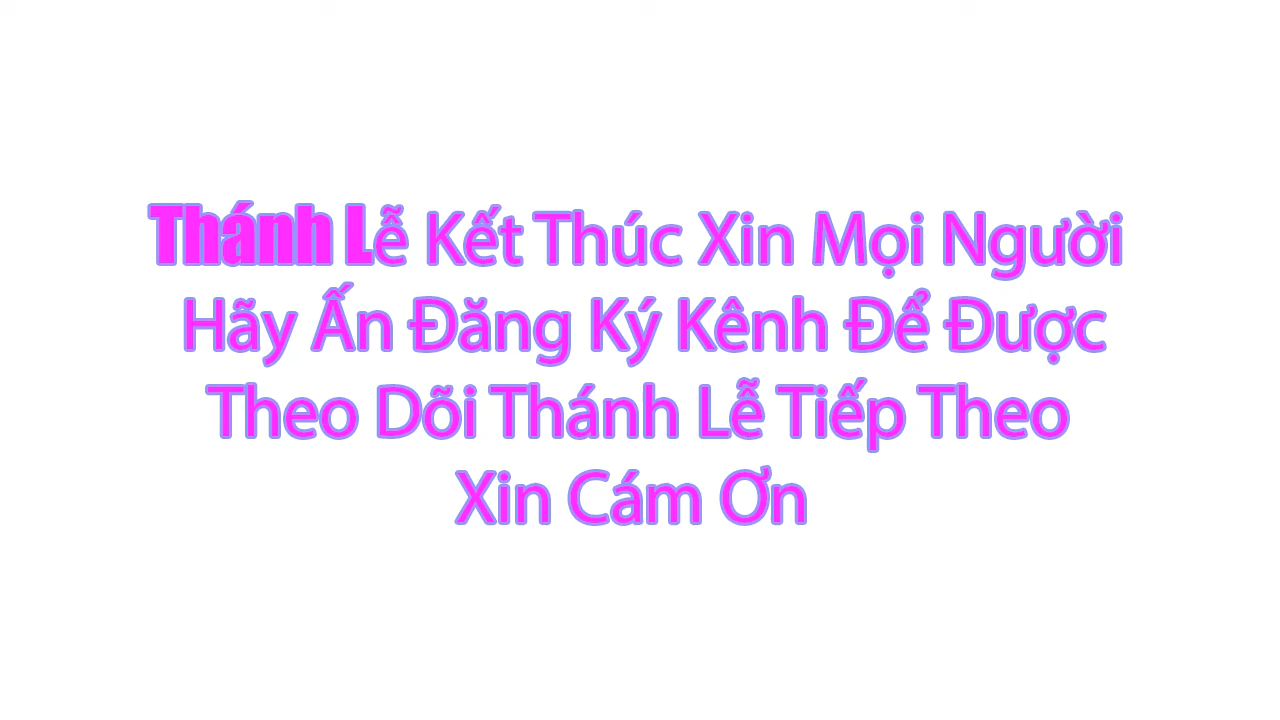 Thánh Lễ Kết Thúc Xin Mọi Người
Hãy Ấn Đăng Ký Kênh Để Được
Theo Dõi Thánh Lễ Tiếp Theo
Xin Cám Ơn